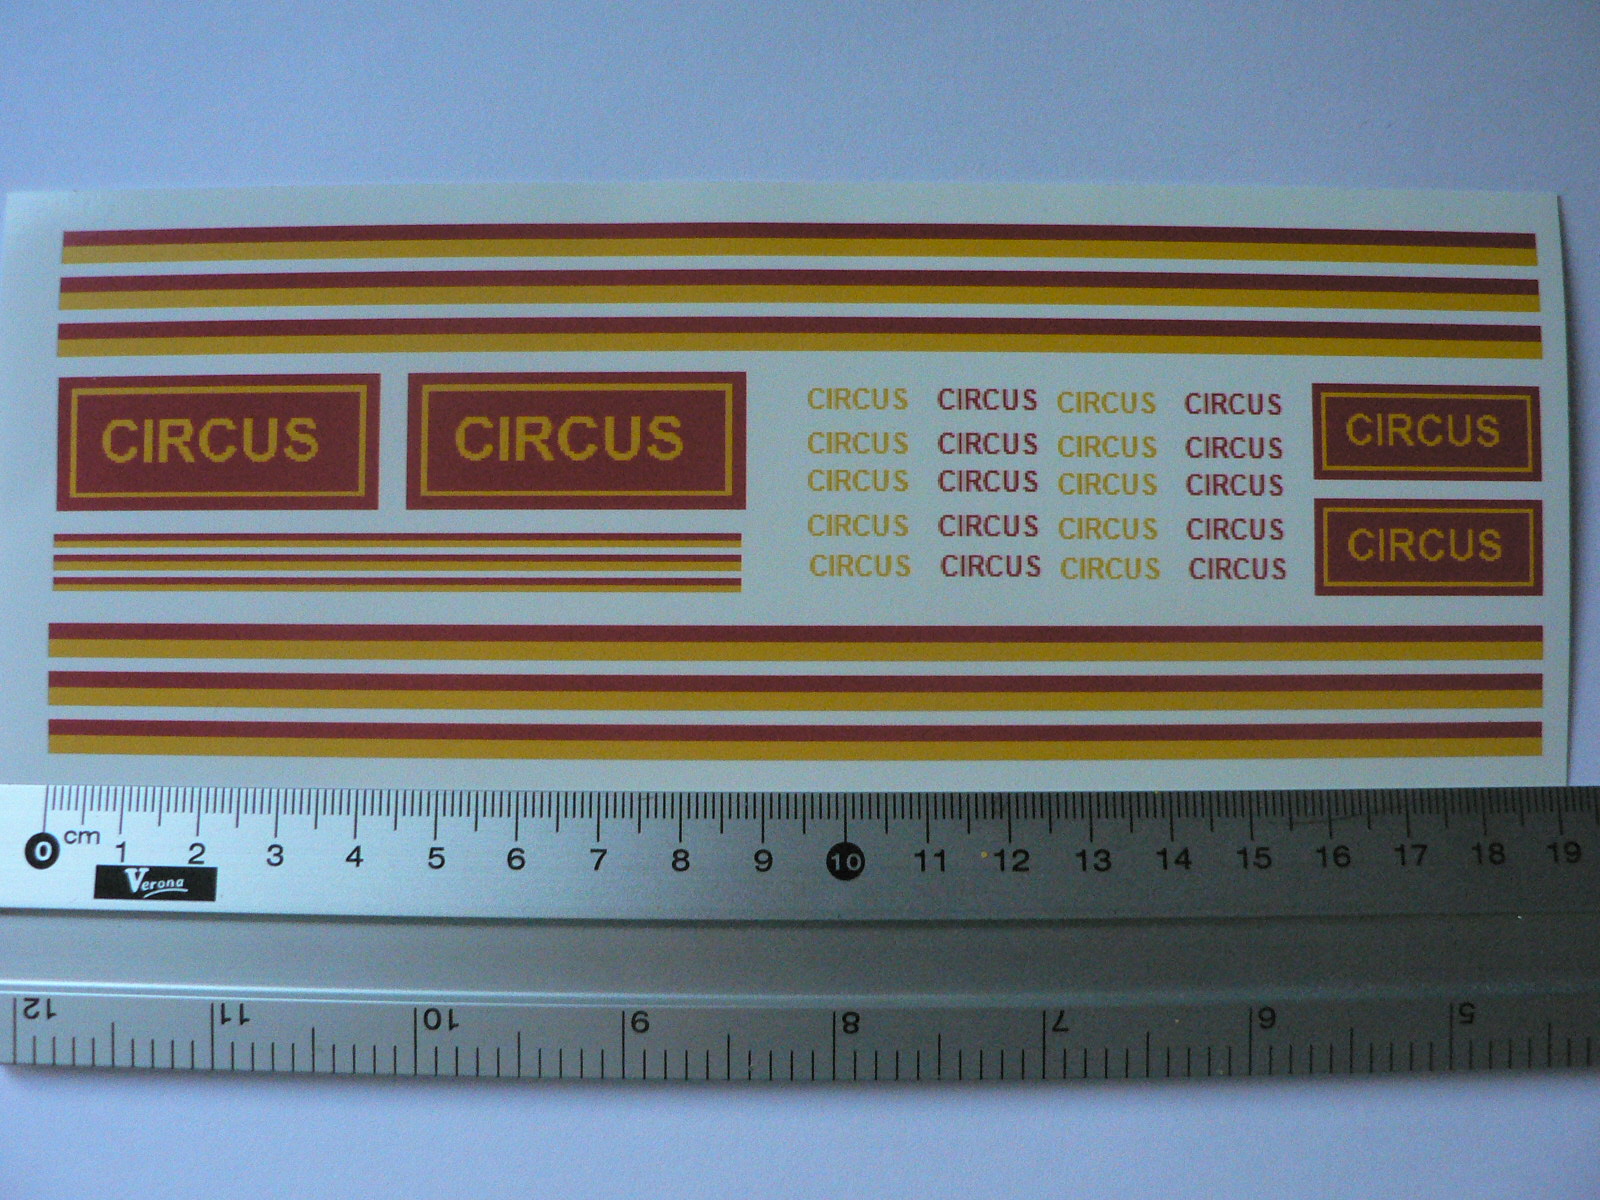 CIRCUS CIRCUS CIRCUS CIRCUS CIRCUS CIRCUS CIRCUS
CIRCUS CIRCUS CIRCUS CIRCUS
CIRCUS CIRCUS CIRCUS CIRCUS
CIRCUS CIRCUS CIRCUS CIRCUS CIRCUS
CIRCUS CIRCUS CIRCUS CIRCUS
0 cm 1 2 3 4 5 6 7 8 9 10 11 12 13 14 15 16 17 18 19
Verona
12 11 10 9 8 7 6 5